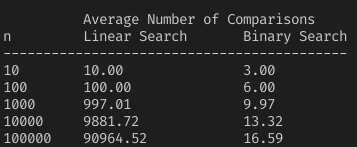 Average Number of Comparisons
n Linear Search Binary Search
------------------------------------------
10 10.00 3.00
100 100.00 6.00
1000 997.01 9.97
10000 9881.72 13.32
100000 90964.52 16.59